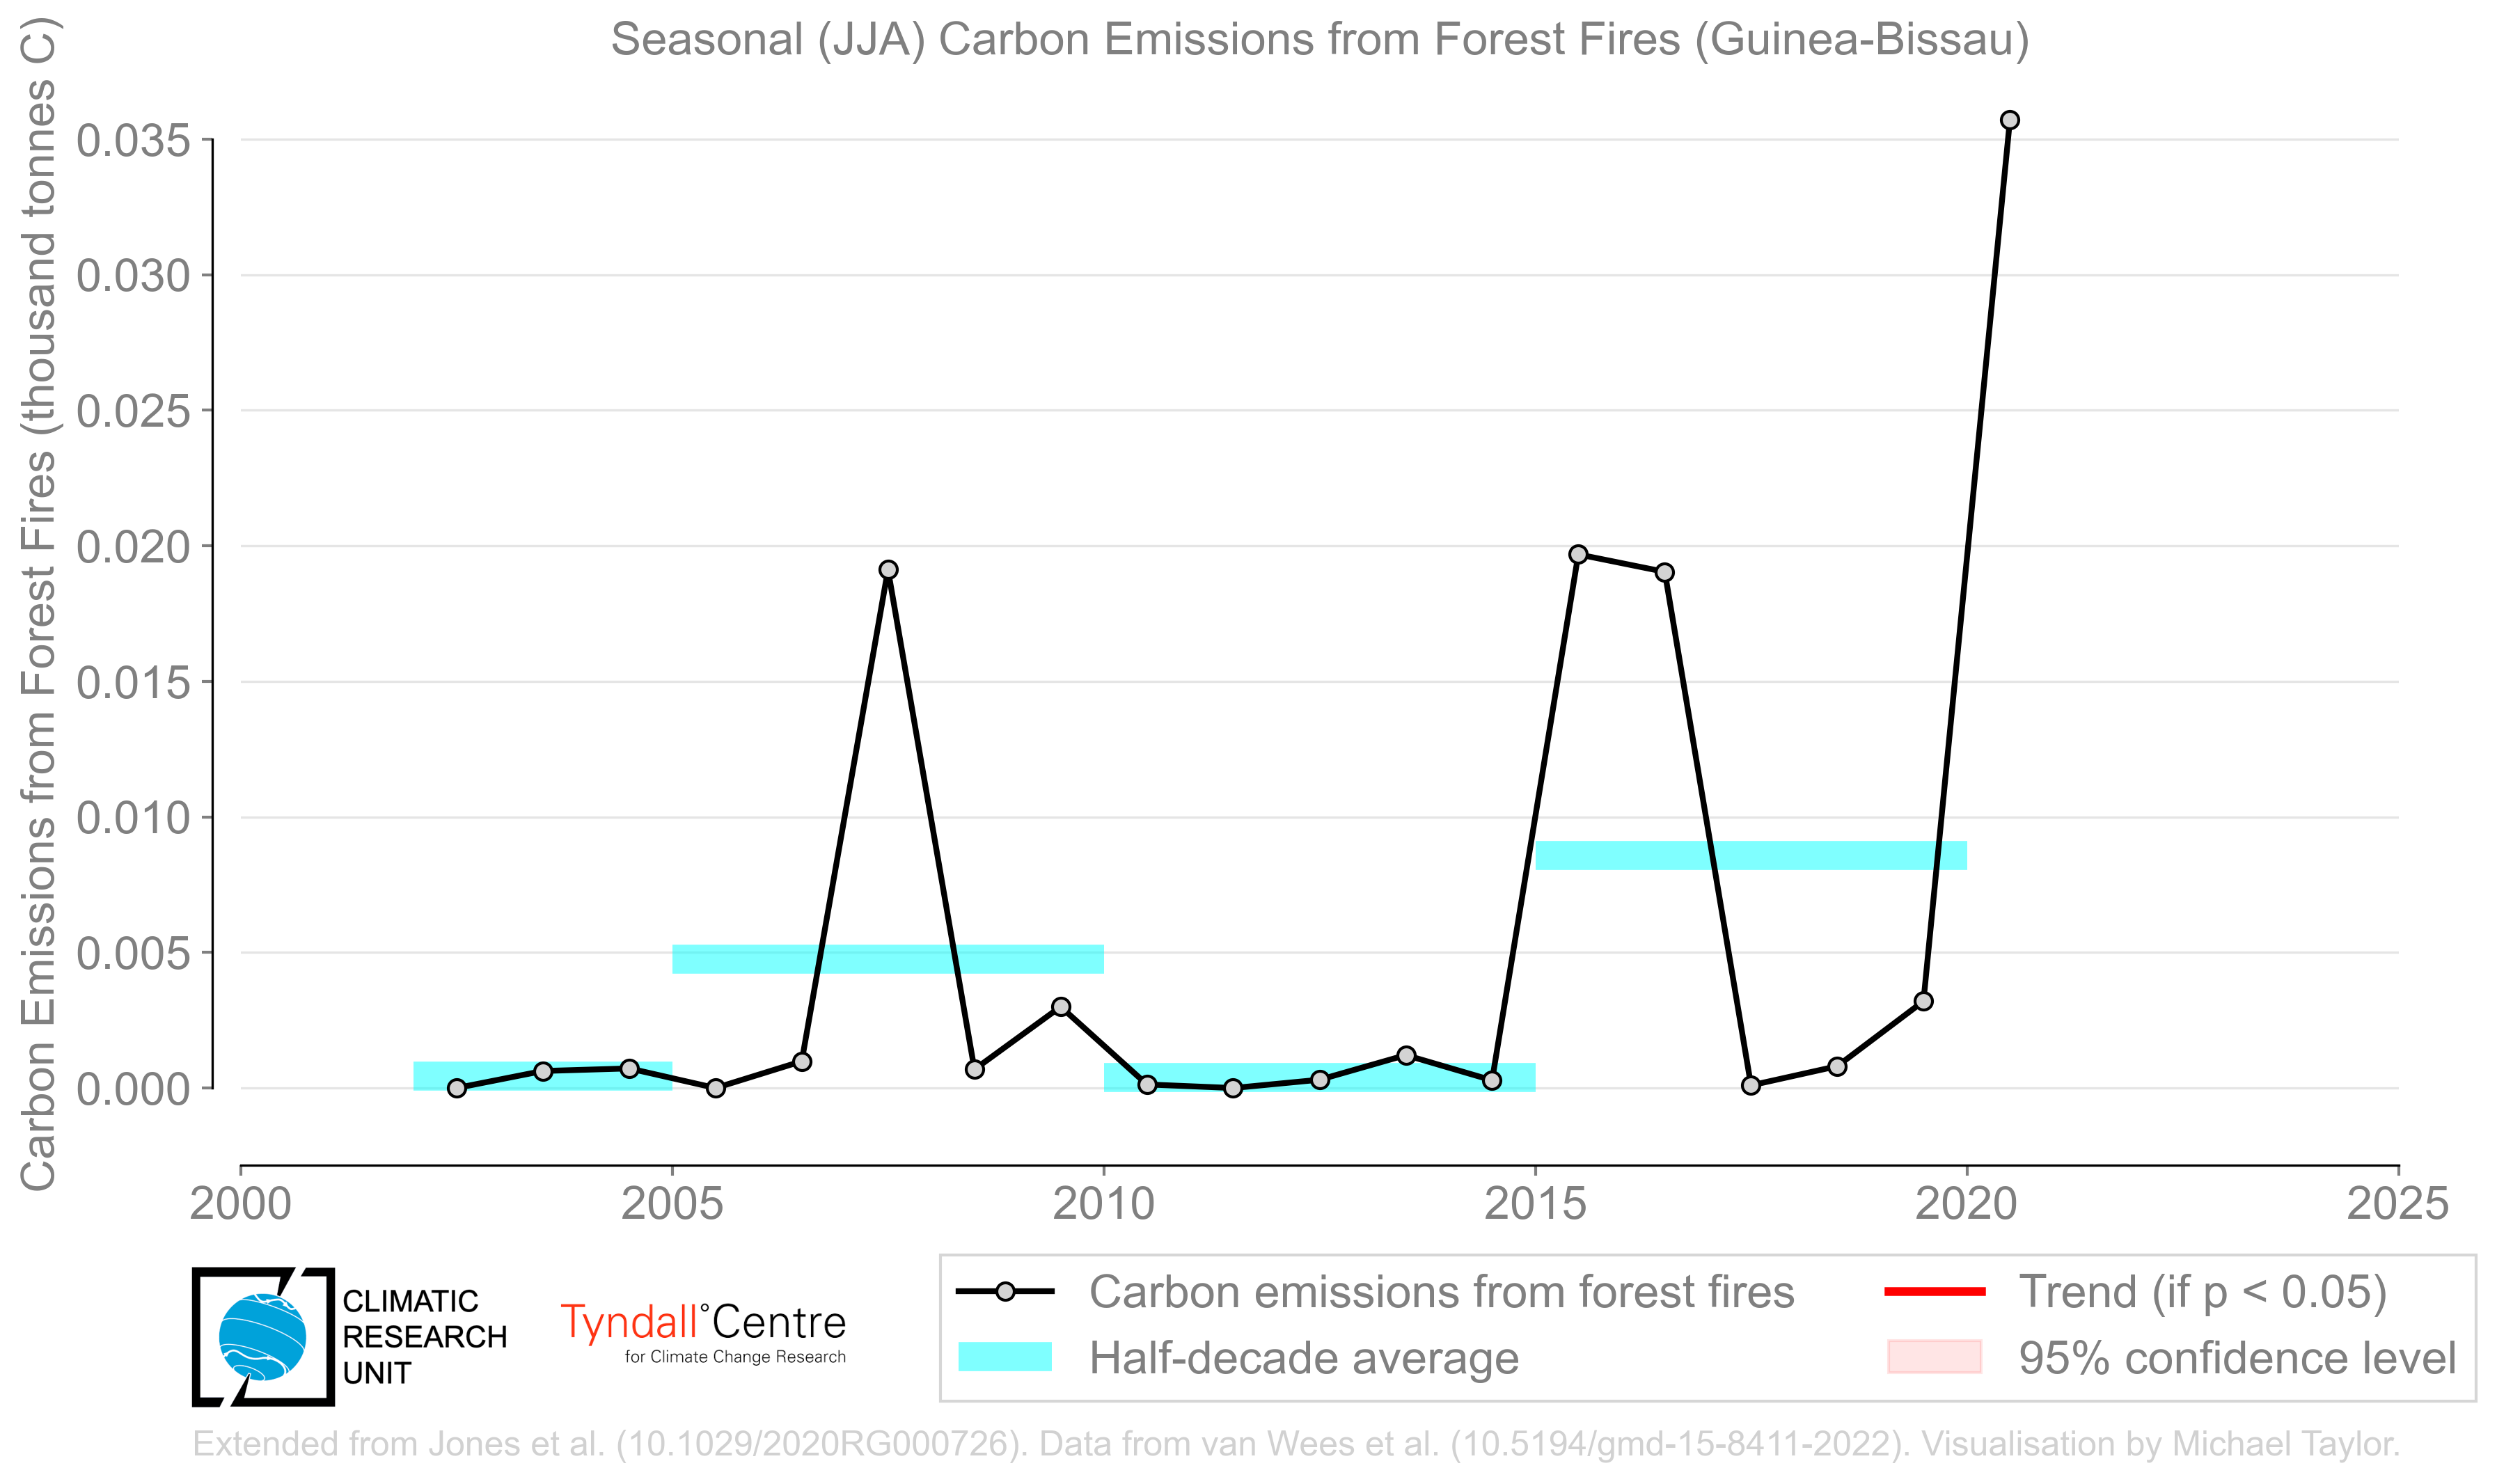 Seasonal (JJA) Carbon Emissions from Forest Fires (Guinea-Bissau)
Carbon Emissions from Forest Fires (thousand tonnes C)
0.035
0.030
0.025
0.020
0.015
0.010
0.005
0.000
2000 2005 2010 2015 2020 2025
CLIMATIC
RESEARCH
UNIT
Tyndall°Centre
for Climate Change Research
Carbon emissions from forest fires
Half-decade average
Trend (if p < 0.05)
95% confidence level
Extended from Jones et al. (10.1029/2020RG000726). Data from van Wees et al. (10.5194/gmd-15-8411-2022). Visualisation by Michael Taylor.